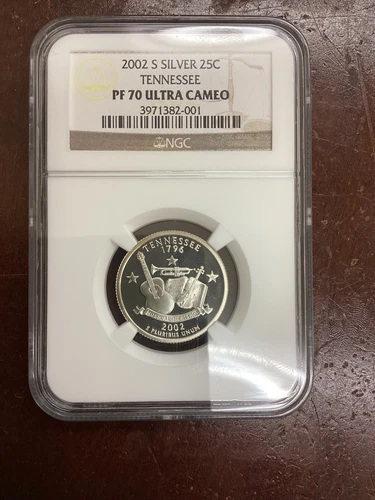 2002 S SILVER 25C
TENNESSEE
PF 70 ULTRA CAMEO
3971382-001
NGC
TENNESSEE
1796
2002
E PLURIBUS UNUM